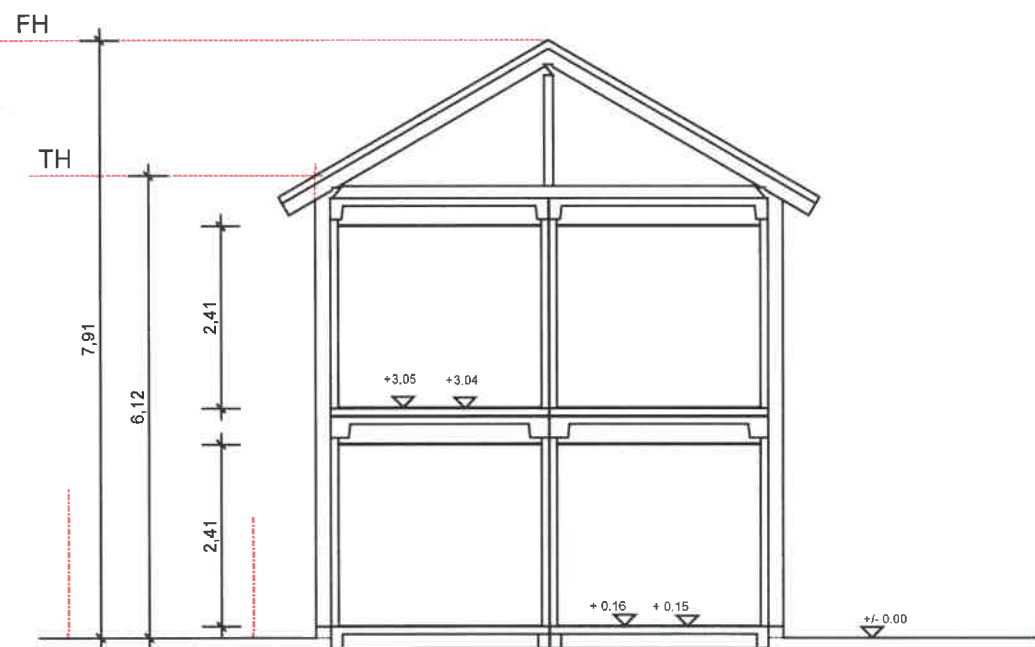 FH
TH
7,91
6,12
2,41
+3,05 +3.04
2,41
+ 0.16 + 0.15
+/- 0.00